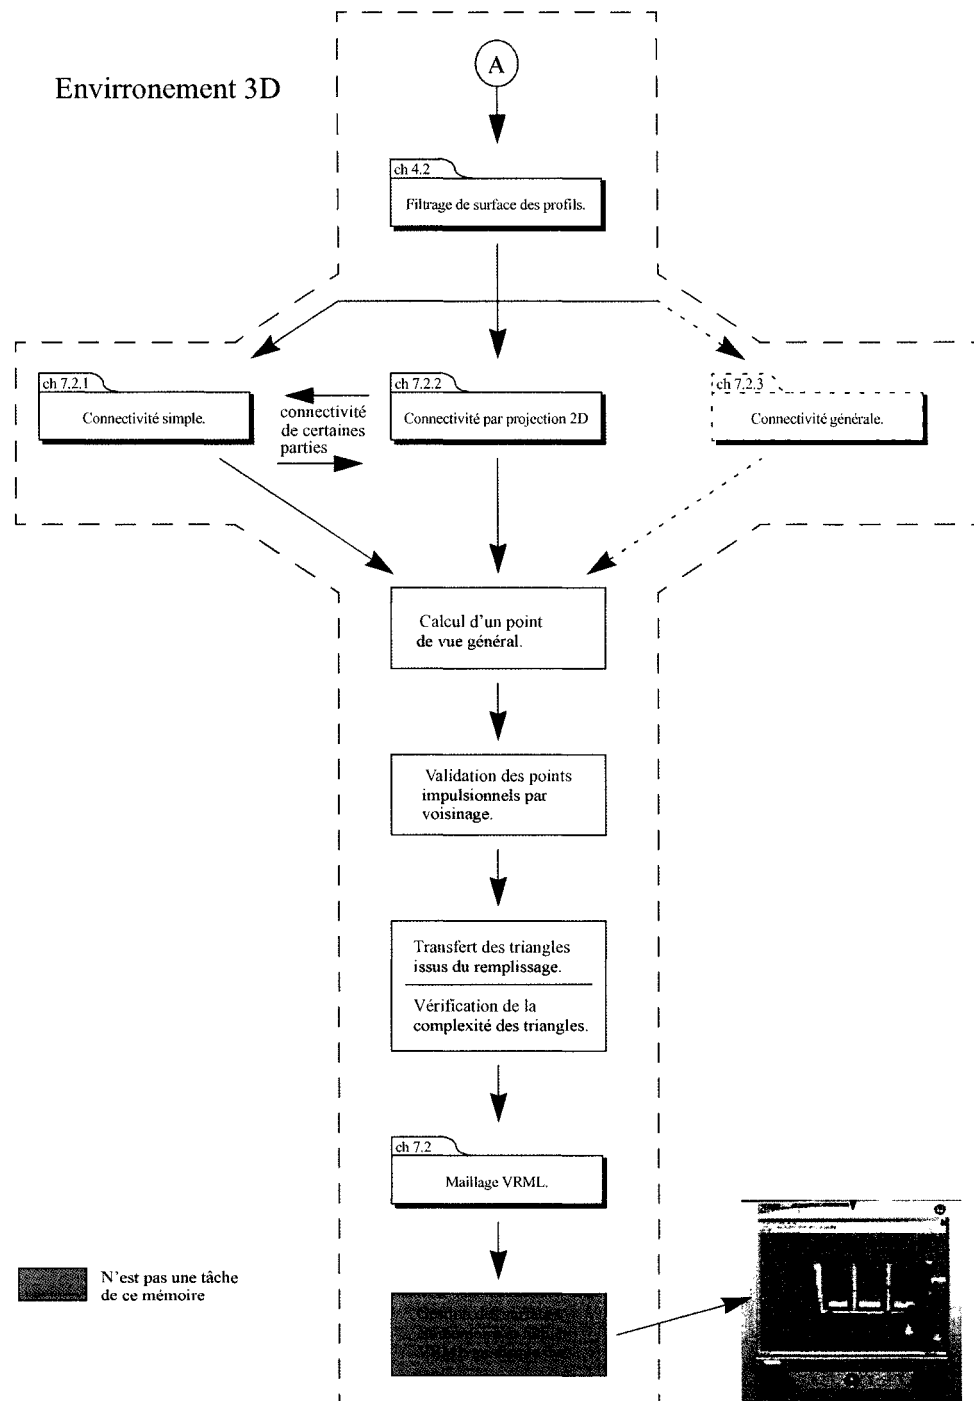 A
Envirronement 3D
ch 4.2
Filtrage de surface des profils.
ch 7.2.1
Connectivité simple.
connectivité
de certaines
parties
ch 7.2.2
Connectivité par projection 2D
ch 7.2.3
Connectivité générale.
Calcul d'un point
de vue général.
Validation des points
impulsionnels par
voisinage.
Transfert des triangles
issus du remplissage.
Vérification de la
complexité des triangles.
ch 7.2
Maillage VRML.
N'est pas une tâche
de ce mémoire